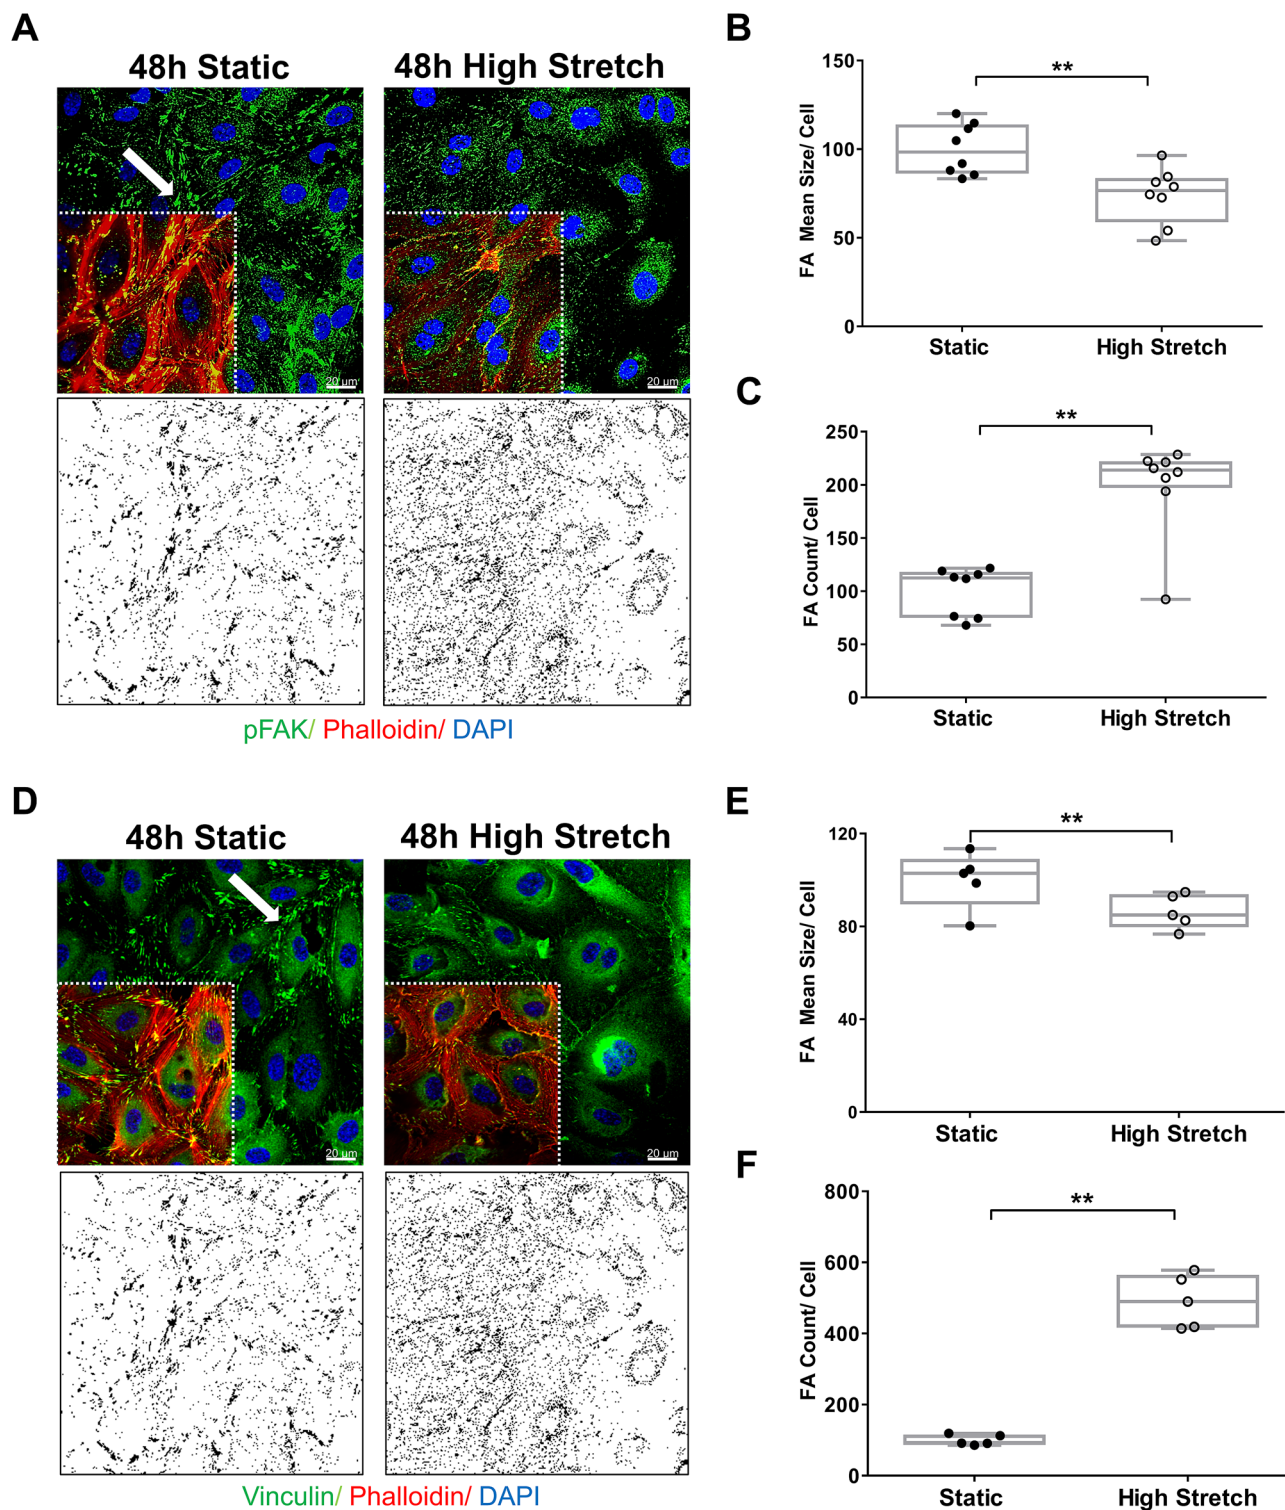 A
48h Static
48h High Stretch
20 um
20 um
pFAK/ Phalloidin/ DAPI
B
FA Mean Size/ Cell
150
100
50
0
**
Static
High Stretch
C
FA Count/ Cell
250
200
150
100
50
0
**
Static
High Stretch
D
48h Static
48h High Stretch
20 um
20 um
Vinculin/ Phalloidin/ DAPI
E
FA Mean Size/ Cell
120
80
40
0
**
Static
High Stretch
F
FA Count/ Cell
800
600
400
200
0
**
Static
High Stretch